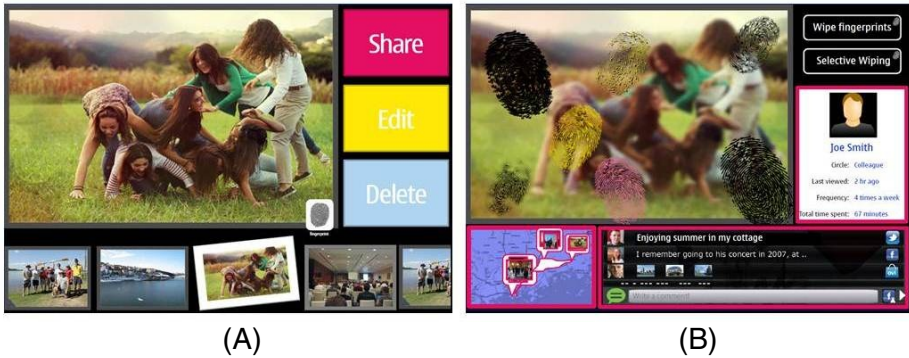 Share
Edit
Delete
fingerprints
Wipe fingerprints
Selective Wiping
Joe Smith
Circle: Colleague
Last viewed: 2 hr ago
Frequency: 4 times a week
Total time spent: 67 minutes
Enjoying summer in my cottage
I remember going to his concert in 2007, at ..
Write a comment!
(A)
(B)